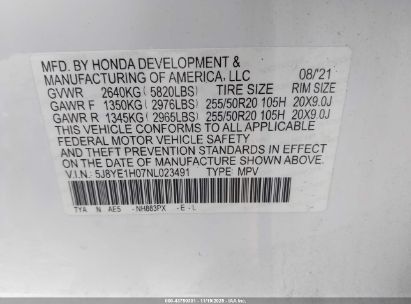 MFD. BY HONDA DEVELOPMENT &
MANUFACTURING OF AMERICA, LLC 08/21
GVWR 2640KG( 5820LBS) TIRE SIZE RIM SIZE
GAWR F 1350KG( 2976LBS) 255/50R20 105H 20X9.0J
GAWR R 1345KG( 2965LBS) 255/50R20 105H 20X9.0J
THIS VEHICLE CONFORMS TO ALL APPLICABLE
FEDERAL MOTOR VEHICLE SAFETY
AND THEFT PREVENTION STANDARDS IN EFFECT
ON THE DATE OF MANUFACTURE SHOWN ABOVE.
V.I.N.: 5J8YE1H07NL023491 TYPE: MPV
TYA N AE5 -NH883PX -E-L